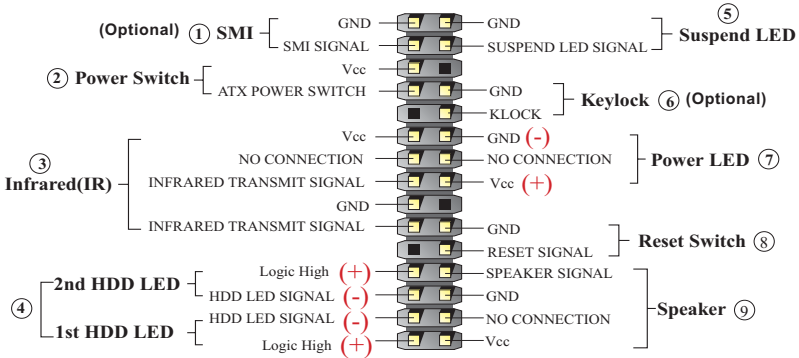 (Optional) ① SMI
GND
SMI SIGNAL
② Power Switch
Vcc
ATX POWER SWITCH
③
Infrared(IR)
Vcc
NO CONNECTION
INFRARED TRANSMIT SIGNAL
GND
INFRARED TRANSMIT SIGNAL
④
2nd HDD LED
Logic High (+)
HDD LED SIGNAL (-)
1st HDD LED
HDD LED SIGNAL (-)
Logic High (+)
GND
SUSPEND LED SIGNAL
⑤
Suspend LED
GND
KLOCK
Keylock ⑥ (Optional)
GND (-)
NO CONNECTION
Vcc (+)
Power LED ⑦
GND
RESET SIGNAL
Reset Switch ⑧
SPEAKER SIGNAL
GND
NO CONNECTION
Vcc
Speaker ⑨